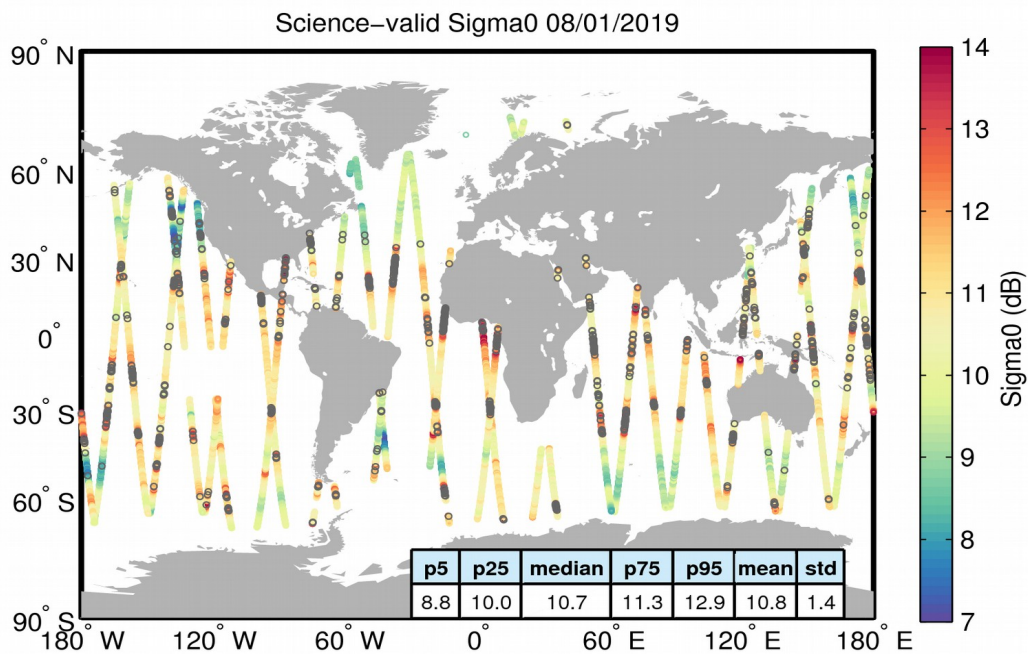 Science−valid Sigma0 08/01/2019
90° N
60° N
30° N
0°
30° S
60° S
90° S
180° W
120° W
60° W
0°
60° E
120° E
180° E
p5 p25 median p75 p95 mean std
8.8 10.0 10.7 11.3 12.9 10.8 1.4
14
13
12
11
10
9
8
7
Sigma0 (dB)